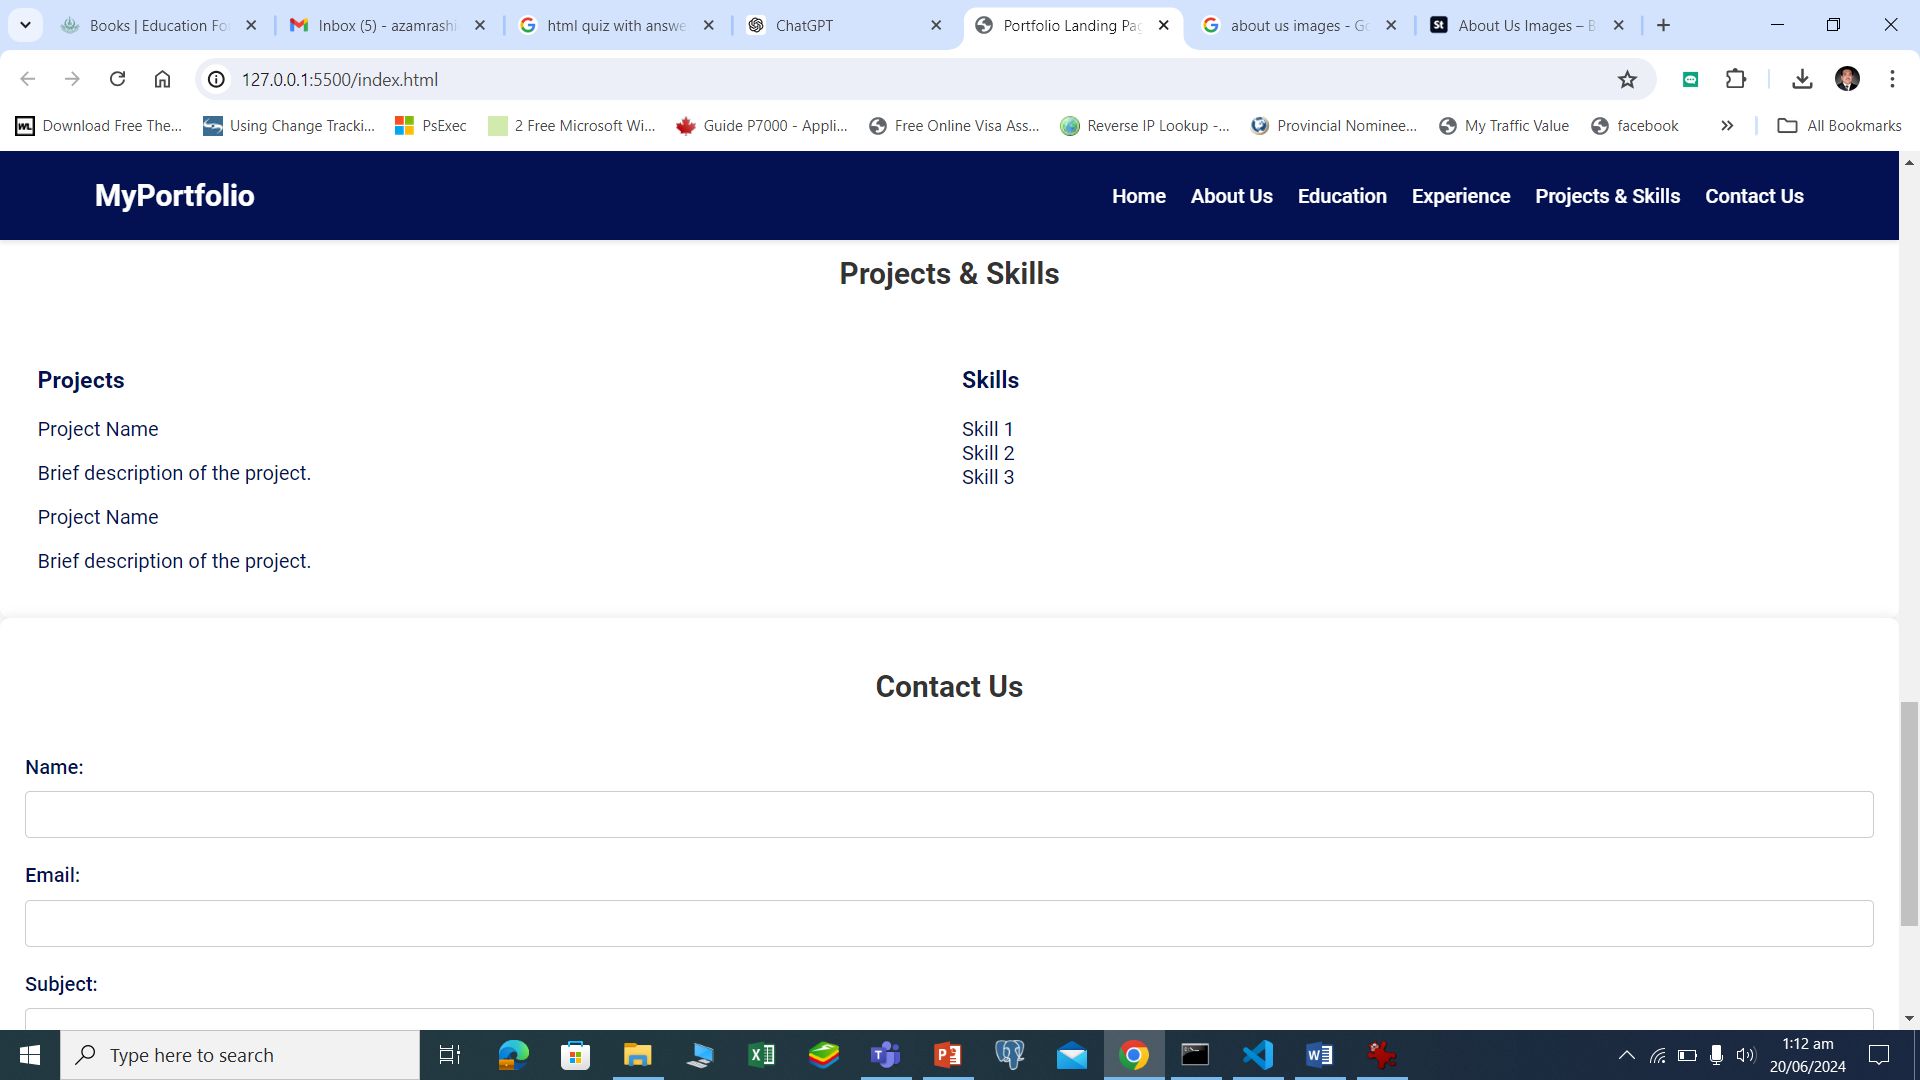 Books | Education Fo
Inbox (5) - azamrashi
html quiz with answe
ChatGPT
Portfolio Landing Pag
about us images - Go
St About Us Images – B
127.0.0.1:5500/index.html
WL Download Free The...
Using Change Tracki...
PsExec
2 Free Microsoft Wi...
Guide P7000 - Appli...
Free Online Visa Ass...
Reverse IP Lookup -...
Provincial Nominee...
My Traffic Value
facebook
All Bookmarks
MyPortfolio
Home
About Us
Education
Experience
Projects & Skills
Contact Us
Projects & Skills
Projects
Project Name
Brief description of the project.
Project Name
Brief description of the project.
Skills
Skill 1
Skill 2
Skill 3
Contact Us
Name:
Email:
Subject:
Type here to search
1:12 am
20/06/2024